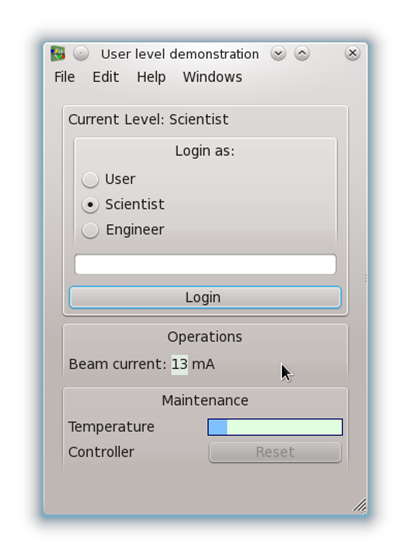 User level demonstration
File Edit Help Windows
Current Level: Scientist
Login as:
User
Scientist
Engineer
Login
Operations
Beam current: 13 mA
Maintenance
Temperature
Controller Reset